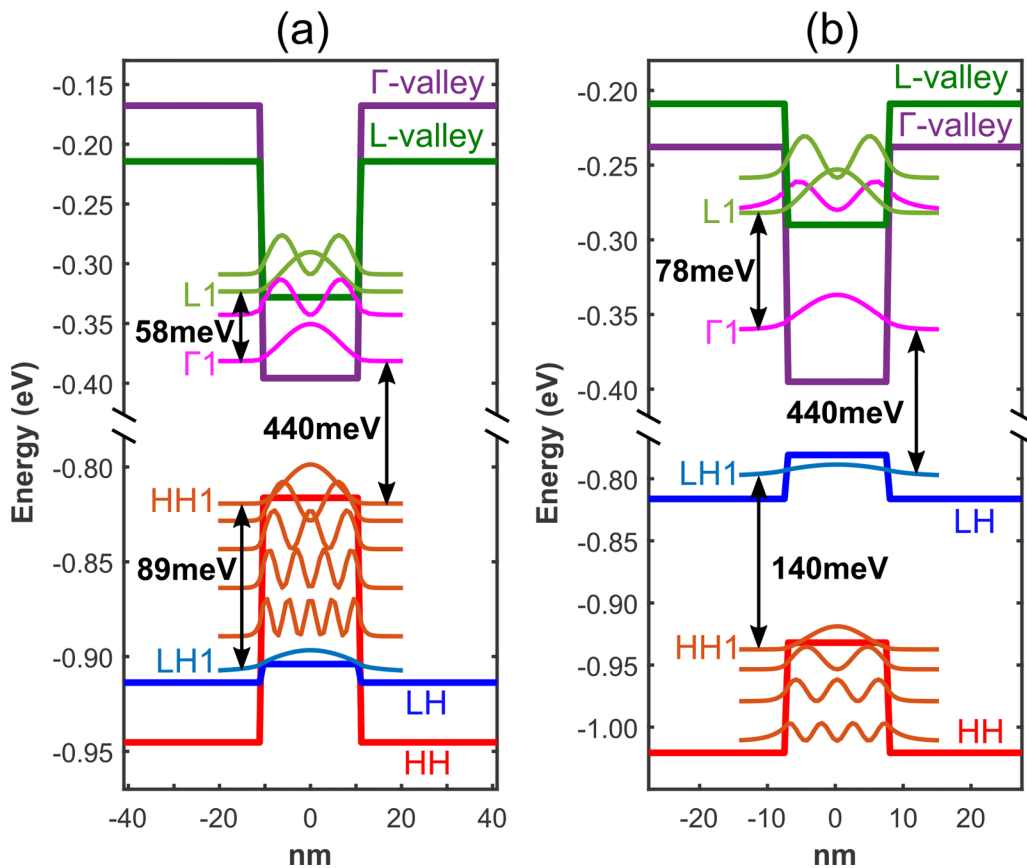 (a)
-0.15
Γ-valley
-0.20
L-valley
-0.25
-0.30
L1
58meV
-0.35
Γ1
-0.40
440meV
Energy (eV)
-0.80
HH1
-0.85
89meV
-0.90
LH1
LH
-0.95
HH
-40
-20
0
20
40
nm
(b)
L-valley
-0.20
Γ-valley
-0.25
L1
-0.30
78meV
-0.35
Γ1
-0.40
440meV
Energy (eV)
-0.80
LH1
LH
-0.85
140meV
-0.90
HH1
-0.95
-1.00
HH
-20
-10
0
10
20
nm